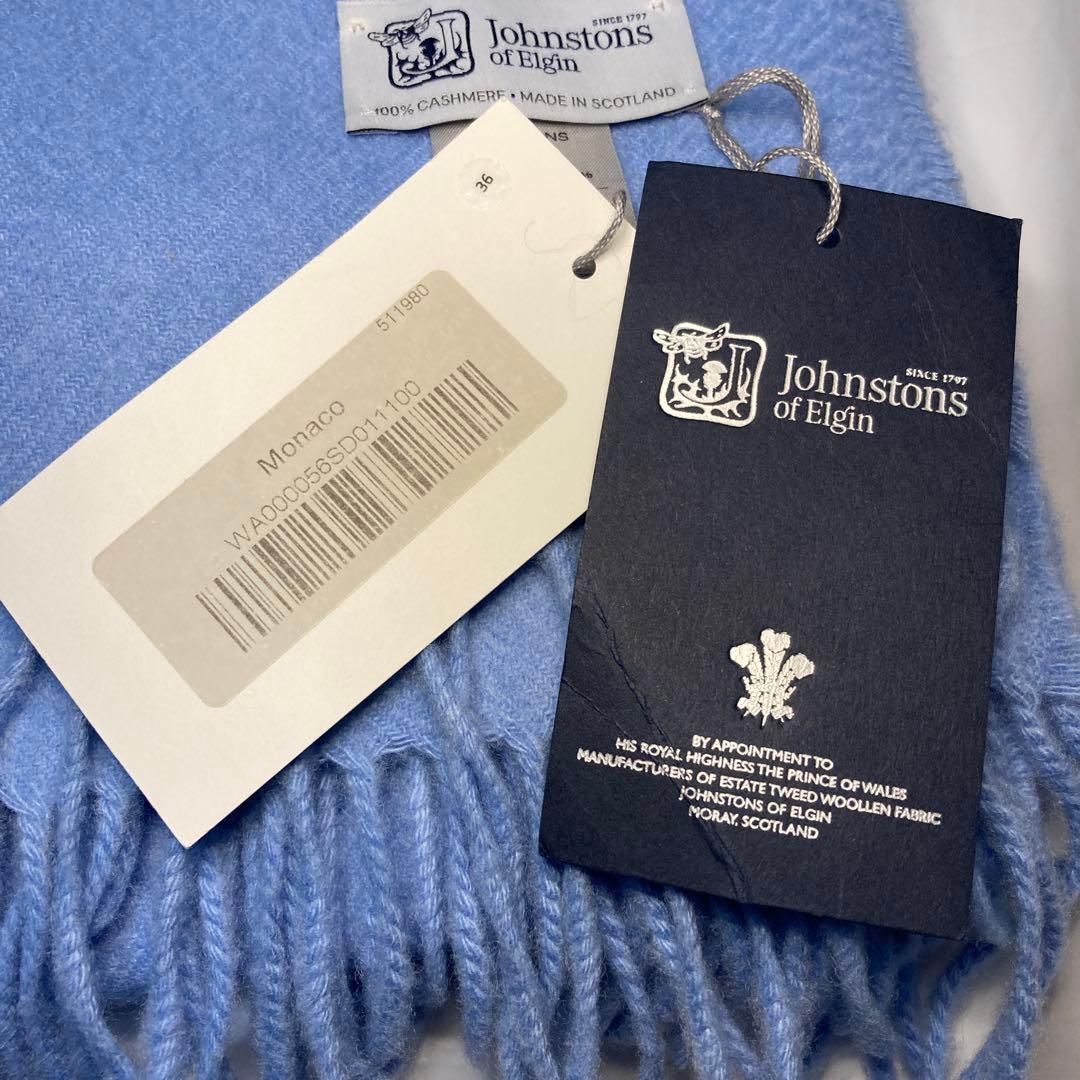 SINCE 1797
Johnstons
of Elgin
100% CASHMERE • MADE IN SCOTLAND
36
511980
Monaco
WA000056SD011100
SINCE 1797
Johnstons
of Elgin
BY APPOINTMENT TO
HIS ROYAL HIGHNESS THE PRINCE OF WALES
MANUFACTURERS OF ESTATE TWEED WOOLLEN FABRIC
JOHNSTONS OF ELGIN
MORAY, SCOTLAND